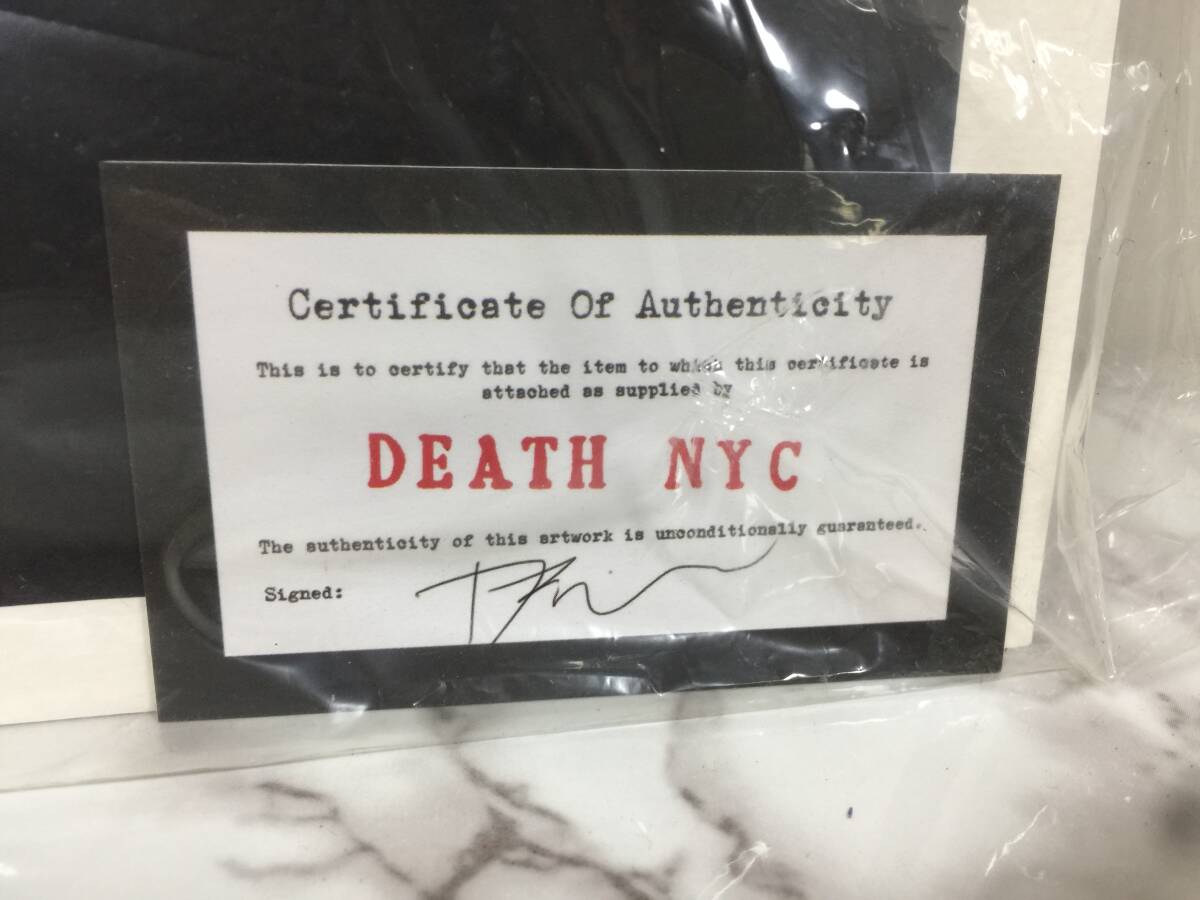 Certificate Of Authenticity
This is to certify that the item to which this certificate is
attached as supplied by
DEATH NYC
The authenticity of this artwork is unconditionally guaranteed.
Signed: